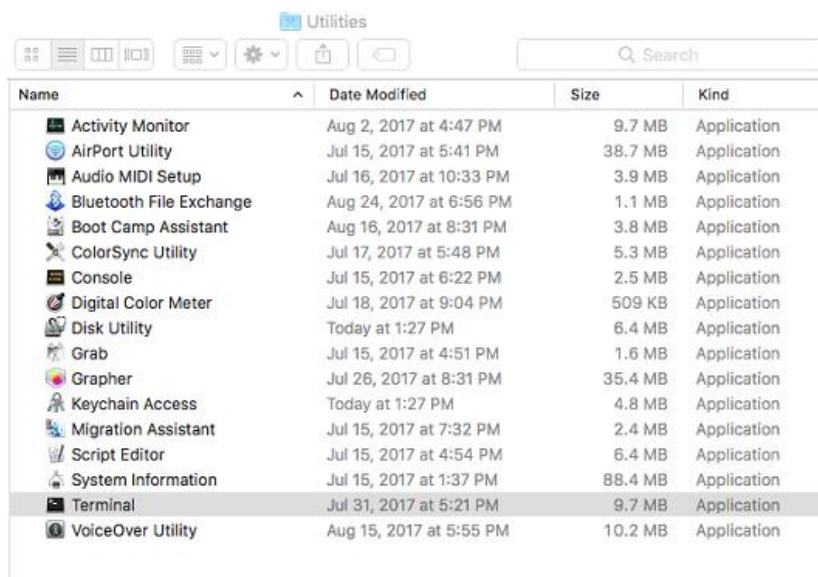 Utilities
Search
Name Date Modified Size Kind
Activity Monitor Aug 2, 2017 at 4:47 PM 9.7 MB Application
AirPort Utility Jul 15, 2017 at 5:41 PM 38.7 MB Application
Audio MIDI Setup Jul 16, 2017 at 10:33 PM 3.9 MB Application
Bluetooth File Exchange Aug 24, 2017 at 6:56 PM 1.1 MB Application
Boot Camp Assistant Aug 16, 2017 at 8:31 PM 3.8 MB Application
ColorSync Utility Jul 17, 2017 at 5:48 PM 5.3 MB Application
Console Jul 15, 2017 at 6:22 PM 2.5 MB Application
Digital Color Meter Jul 18, 2017 at 9:04 PM 509 KB Application
Disk Utility Today at 1:27 PM 6.4 MB Application
Grab Jul 15, 2017 at 4:51 PM 1.6 MB Application
Grapher Jul 26, 2017 at 8:31 PM 35.4 MB Application
Keychain Access Today at 1:27 PM 4.8 MB Application
Migration Assistant Jul 15, 2017 at 7:32 PM 2.4 MB Application
Script Editor Jul 15, 2017 at 4:54 PM 6.4 MB Application
System Information Jul 15, 2017 at 1:37 PM 88.4 MB Application
Terminal Jul 31, 2017 at 5:21 PM 9.7 MB Application
VoiceOver Utility Aug 15, 2017 at 5:55 PM 10.2 MB Application